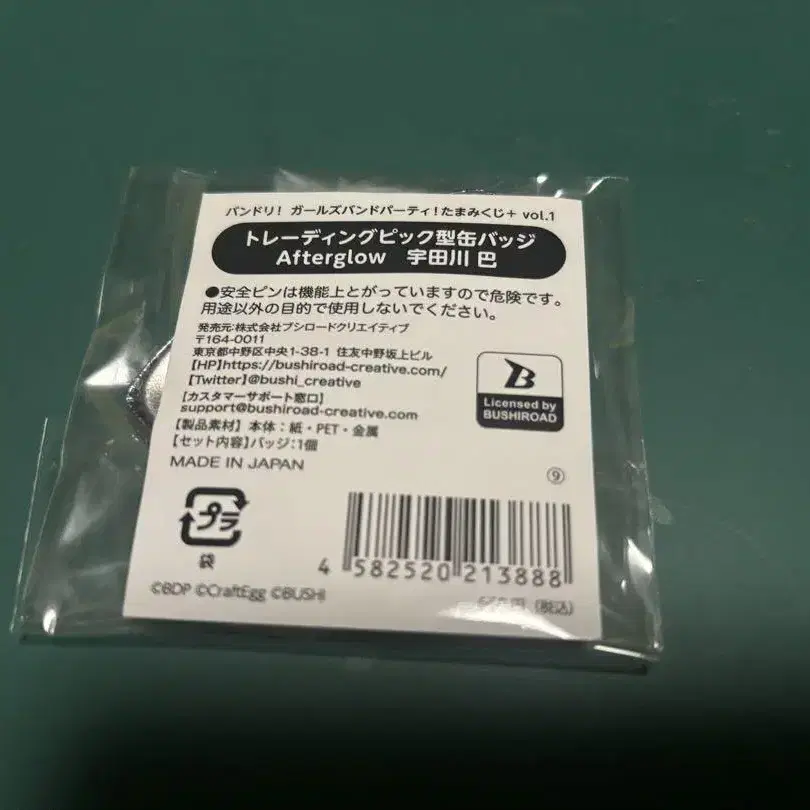 バンドリ！ ガールズバンドパーティ！たまみくじ＋ vol.1
トレーディングピック型缶バッジ
Afterglow 宇田川 巴
●安全ピンは機能上とがっていますので危険です。
用途以外の目的で使用しないでください。
発売元:株式会社ブシロードクリエイティブ
〒164-0011
東京都中野区中央1-38-1 住友中野坂上ビル
【HP】https://bushiroad-creative.com/
【Twitter】@bushi_creative
【カスタマーサポート窓口】
support@bushiroad-creative.com
【製品素材】本体：紙・PET・金属
【セット内容】バッジ:1個
MADE IN JAPAN
B
Licensed by
BUSHIROAD
⑨
プラ
袋
4 582520 213888
©BDP ©CraftEgg ©BUSHI
円（税込）